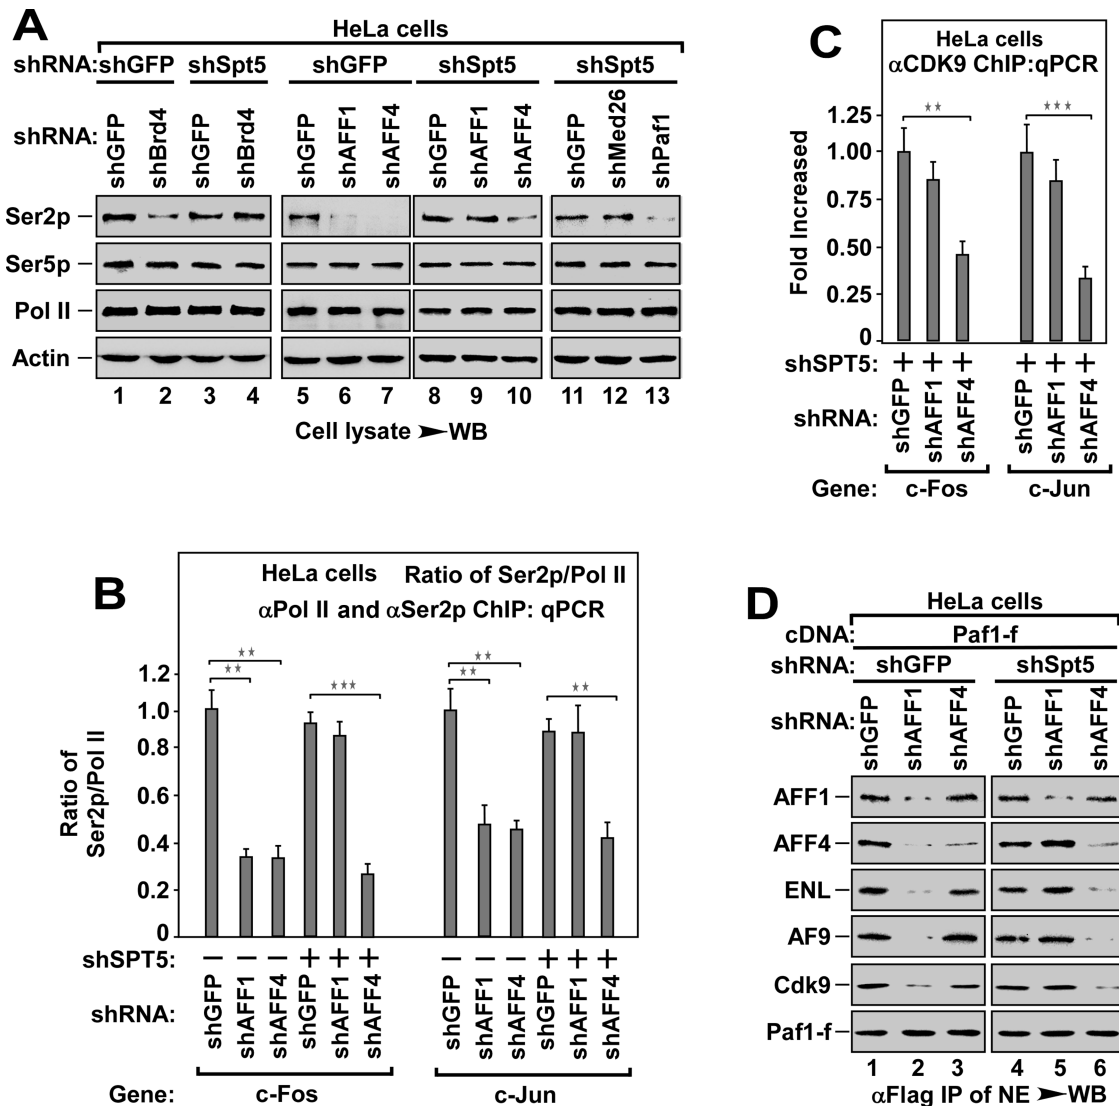 A
HeLa cells
shRNA: shGFP shSpt5 shGFP shSpt5 shSpt5
shRNA: shGFP shBrd4 shGFP shBrd4 shGFP shAFF1 shAFF4 shGFP shAFF1 shAFF4 shGFP shMed26 shPaf1
Ser2p
Ser5p
Pol II
Actin
1 2 3 4 5 6 7 8 9 10 11 12 13
Cell lysate ➤ WB
C
HeLa cells
αCDK9 ChIP:qPCR
★★ ★★★
Fold Increased
1.25
1.00
0.75
0.50
0.25
0
shSPT5: + + + + + +
shRNA: shGFP shAFF1 shAFF4 shGFP shAFF1 shAFF4
Gene: c-Fos c-Jun
B
HeLa cells Ratio of Ser2p/Pol II
αPol II and αSer2p ChIP: qPCR
★★ ★★
★★ ★★★ ★★ ★★
Ratio of
Ser2p/Pol II
1.2
1.0
0.8
0.6
0.4
0.2
0
shSPT5: − − − + + + − − − + + +
shRNA: shGFP shAFF1 shAFF4 shGFP shAFF1 shAFF4 shGFP shAFF1 shAFF4 shGFP shAFF1 shAFF4
Gene: c-Fos c-Jun
D
HeLa cells
cDNA: Paf1-f
shRNA: shGFP shSpt5
shRNA: shGFP shAFF1 shAFF4 shGFP shAFF1 shAFF4
AFF1
AFF4
ENL
AF9
Cdk9
Paf1-f
1 2 3 4 5 6
αFlag IP of NE ➤ WB